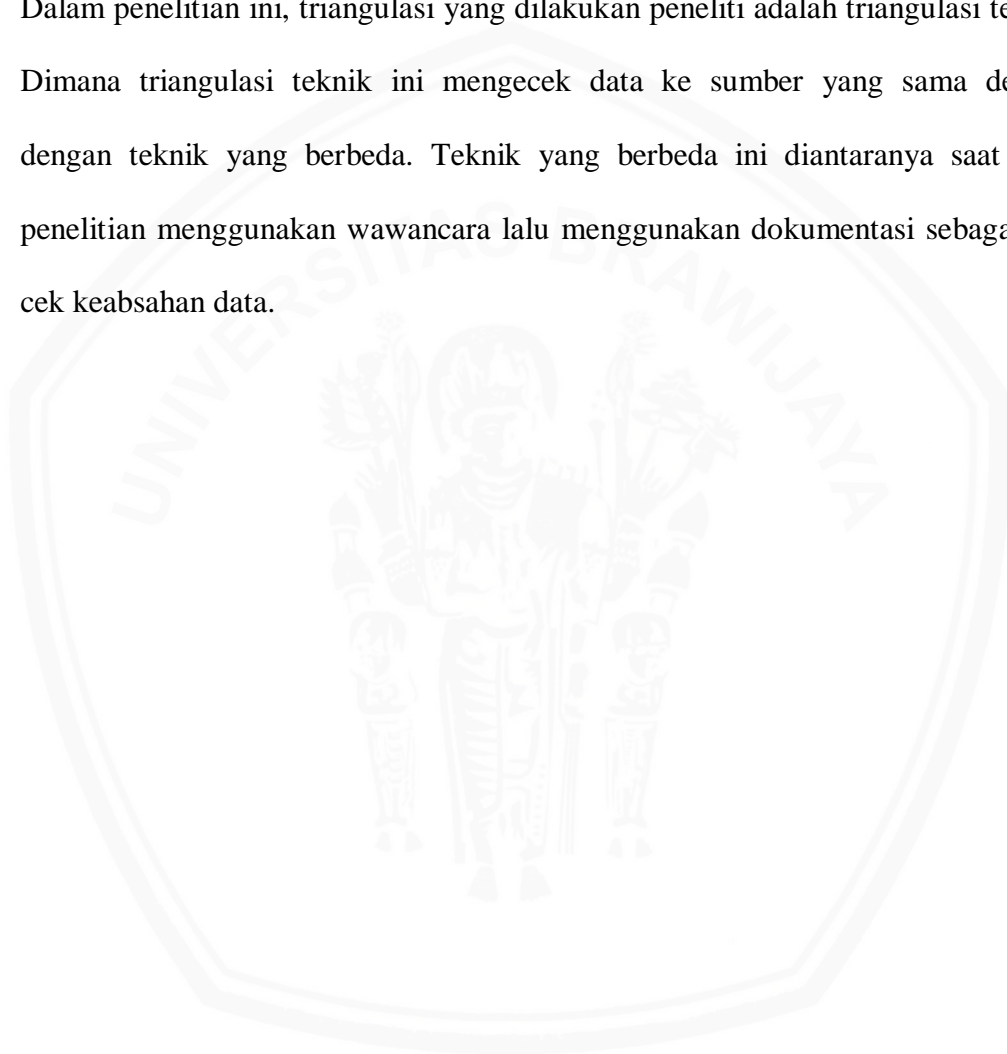 Dalam penelitian ini, triangulasi yang dilakukan peneliti adalah triangulasi
Dimana triangulasi teknik ini mengecek data ke sumber yang sama
dengan teknik yang berbeda. Teknik yang berbeda ini diantaranya saat
penelitian menggunakan wawancara lalu menggunakan dokumentasi
cek keabsahan data.
UNIVERSITAS BRAWIJAYA